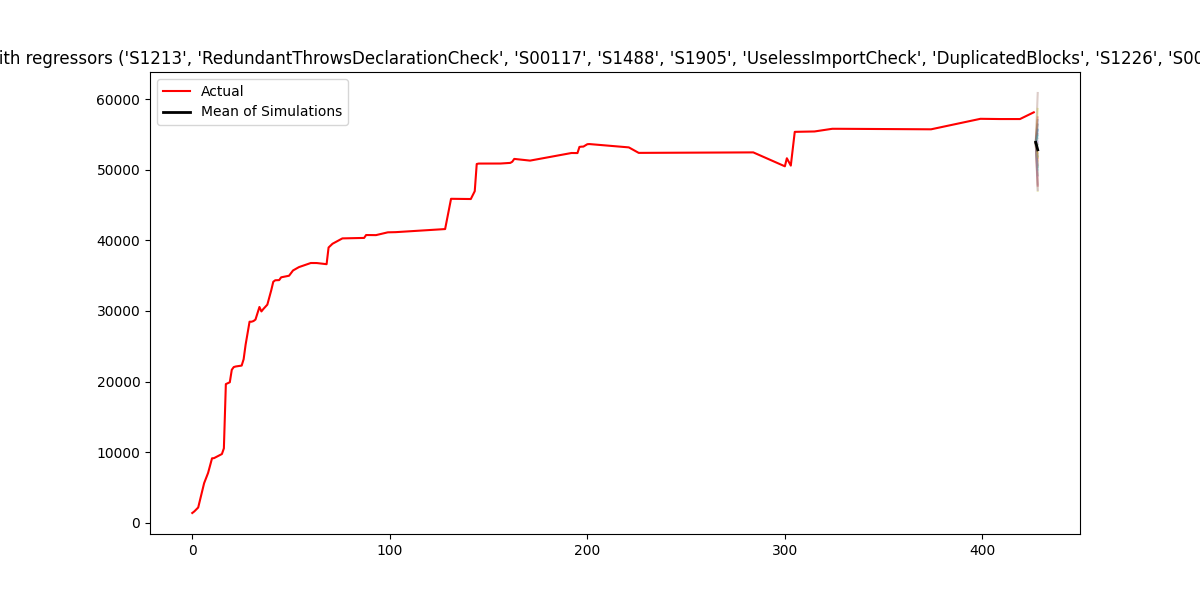 ith regressors ('S1213', 'RedundantThrowsDeclarationCheck', 'S00117', 'S1488', 'S1905', 'UselessImportCheck', 'DuplicatedBlocks', 'S1226', 'S00
Actual
Mean of Simulations
60000
50000
40000
30000
20000
10000
0
0 100 200 300 400